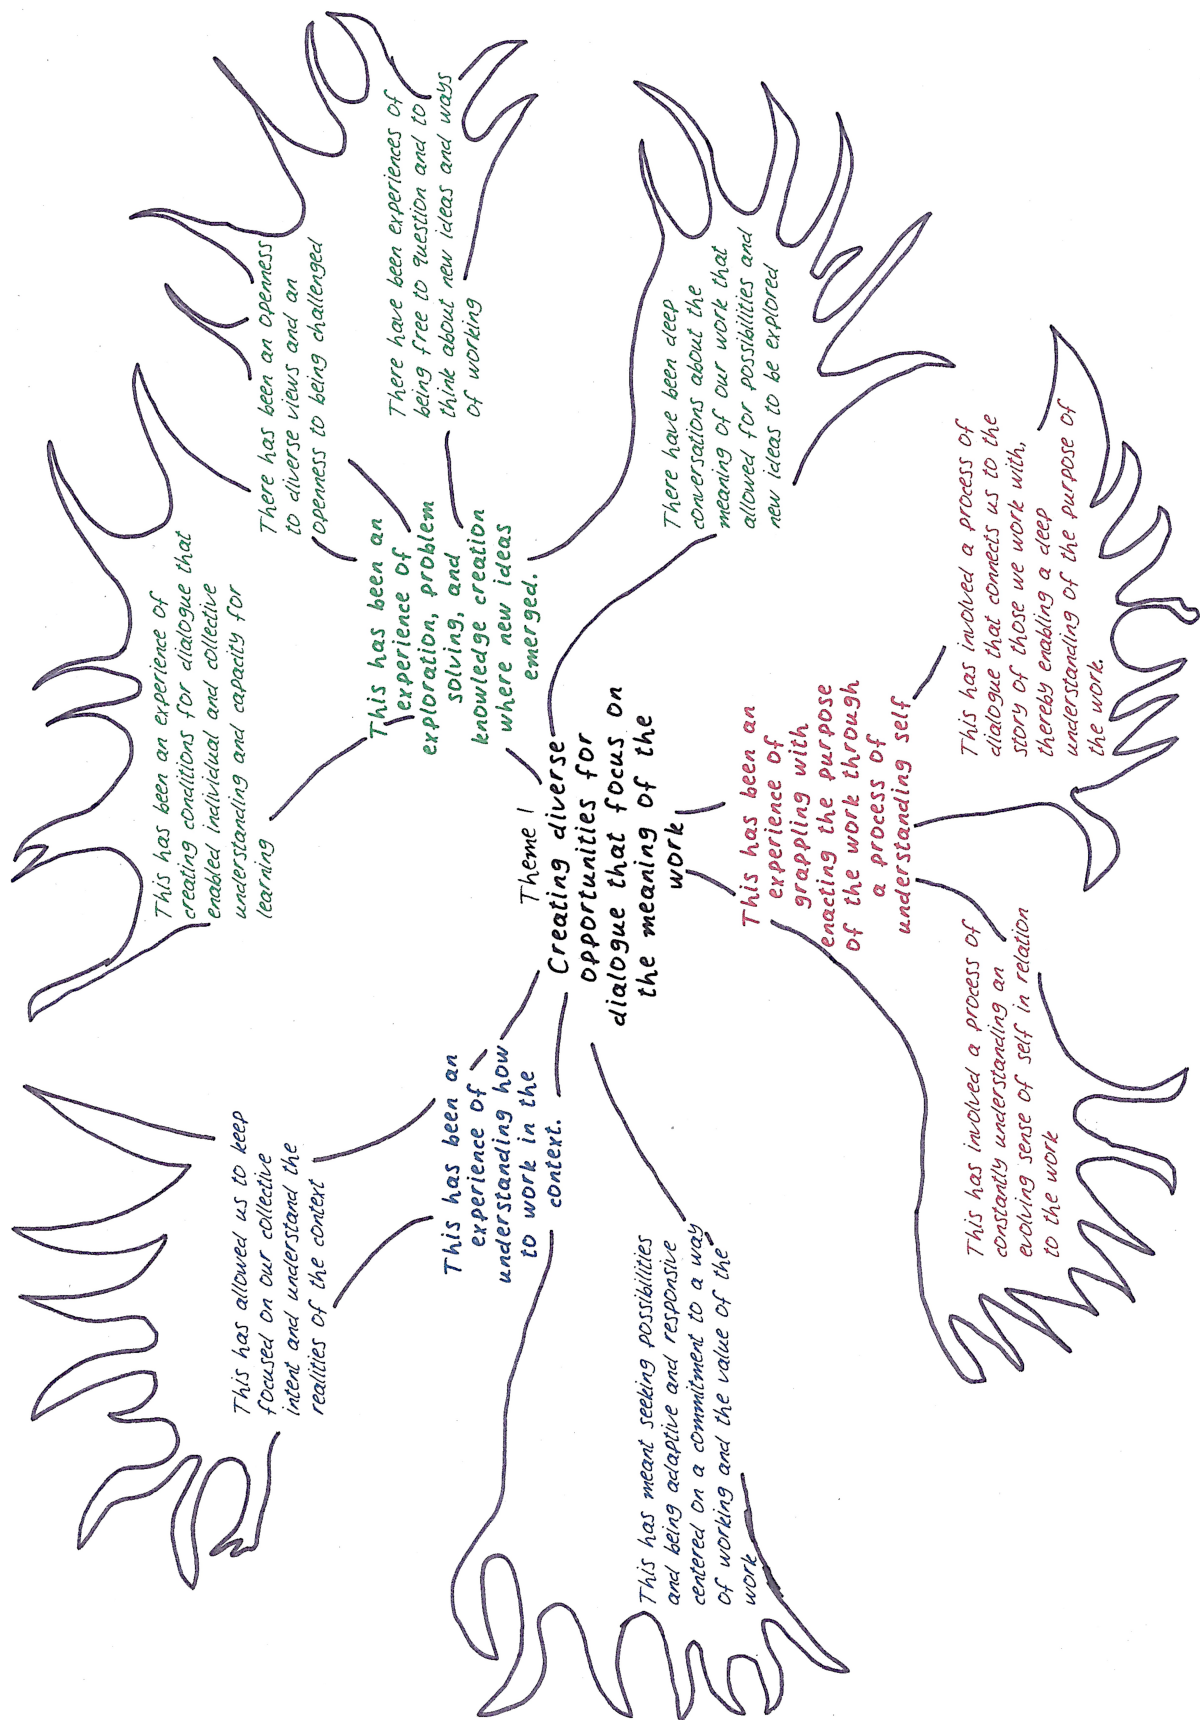 Theme 1
Creating diverse
opportunities for
dialogue that focus on
the meaning of the
work
This has been an
experience of
understanding how
to work in the
context.
This has allowed us to keep
focused on our collective
intent and understand the
realities of the context
This has meant seeking possibilities
and being adaptive and responsive
centered on a commitment to a way
of working and the value of the
work
This has been an
experience of
exploration, problem
solving, and
knowledge creation
where new ideas
emerged.
This has been an experience of
creating conditions for dialogue that
enabled individual and collective
understanding and capacity for
learning
There has been an openness
to diverse views and an
openness to being challenged
There have been experiences of
being free to question and to
think about new ideas and ways
of working
There have been deep
conversations about the
meaning of our work that
allowed for possibilities and
new ideas to be explored
This has been an
experience of
grappling with
enacting the purpose
of the work through
a process of
understanding self
This has involved a process of
constantly understanding an
evolving sense of self in relation
to the work
This has involved a process of
dialogue that connects us to the
story of those we work with,
thereby enabling a deep
understanding of the purpose of
the work.